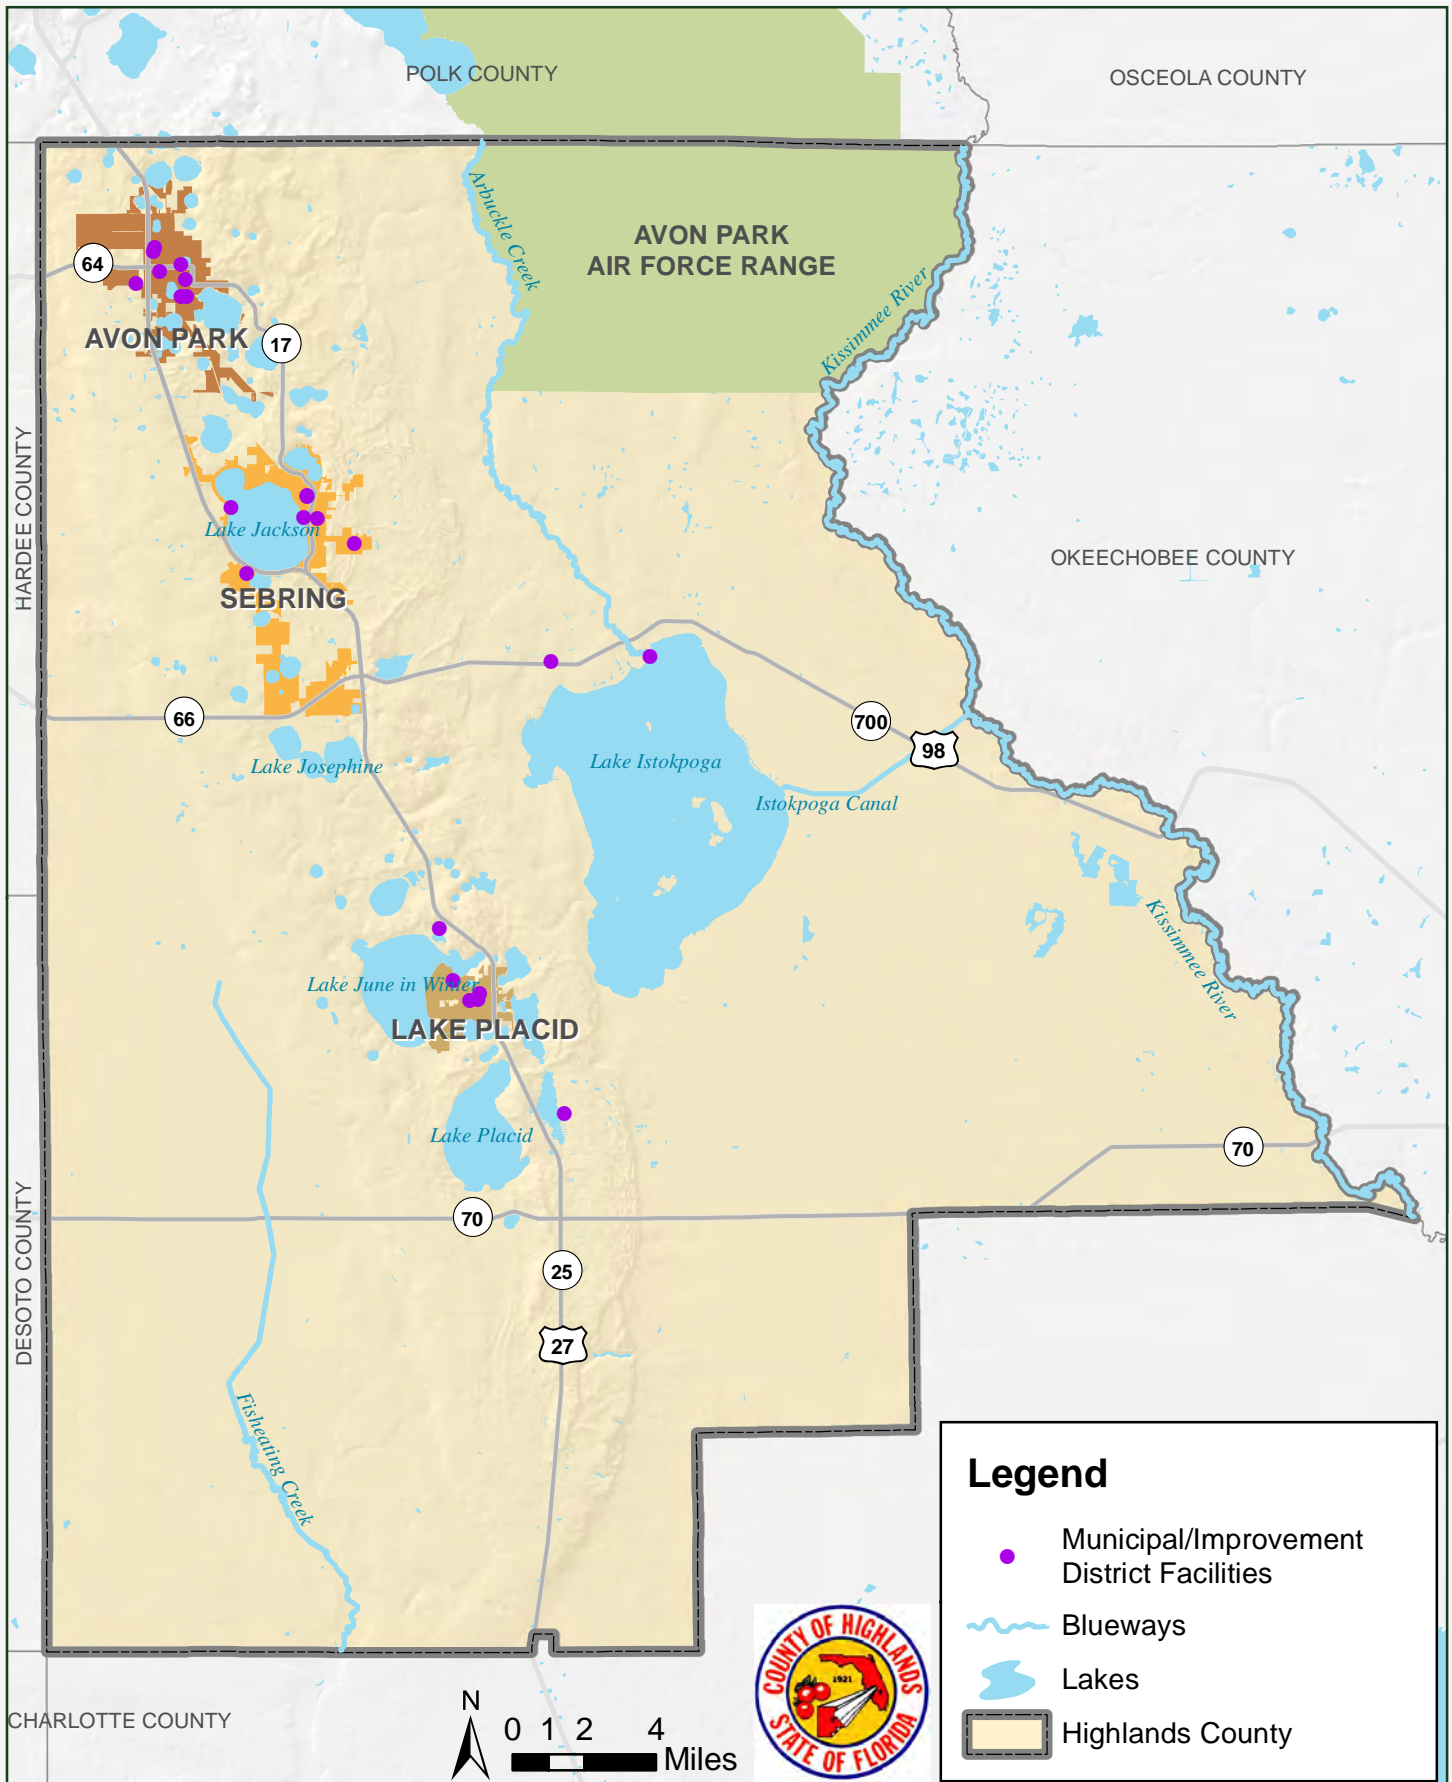 POLK COUNTY
OSCEOLA COUNTY
Arbuckle Creek
AVON PARK
AIR FORCE RANGE
Kissimmee River
64
AVON PARK
17
HARDEE COUNTY
Lake Jackson
OKEECHOBEE COUNTY
SEBRING
66
700
98
Lake Josephine
Lake Istokpoga
Istokpoga Canal
Kissimmee River
Lake June in Winter
LAKE PLACID
Lake Placid
70
70
DESOTO COUNTY
25
27
Fisheating Creek
Legend
Municipal/Improvement
District Facilities
Blueways
Lakes
Highlands County
COUNTY OF HIGHLANDS
1921
STATE OF FLORIDA
CHARLOTTE COUNTY
N
0 1 2 4
Miles